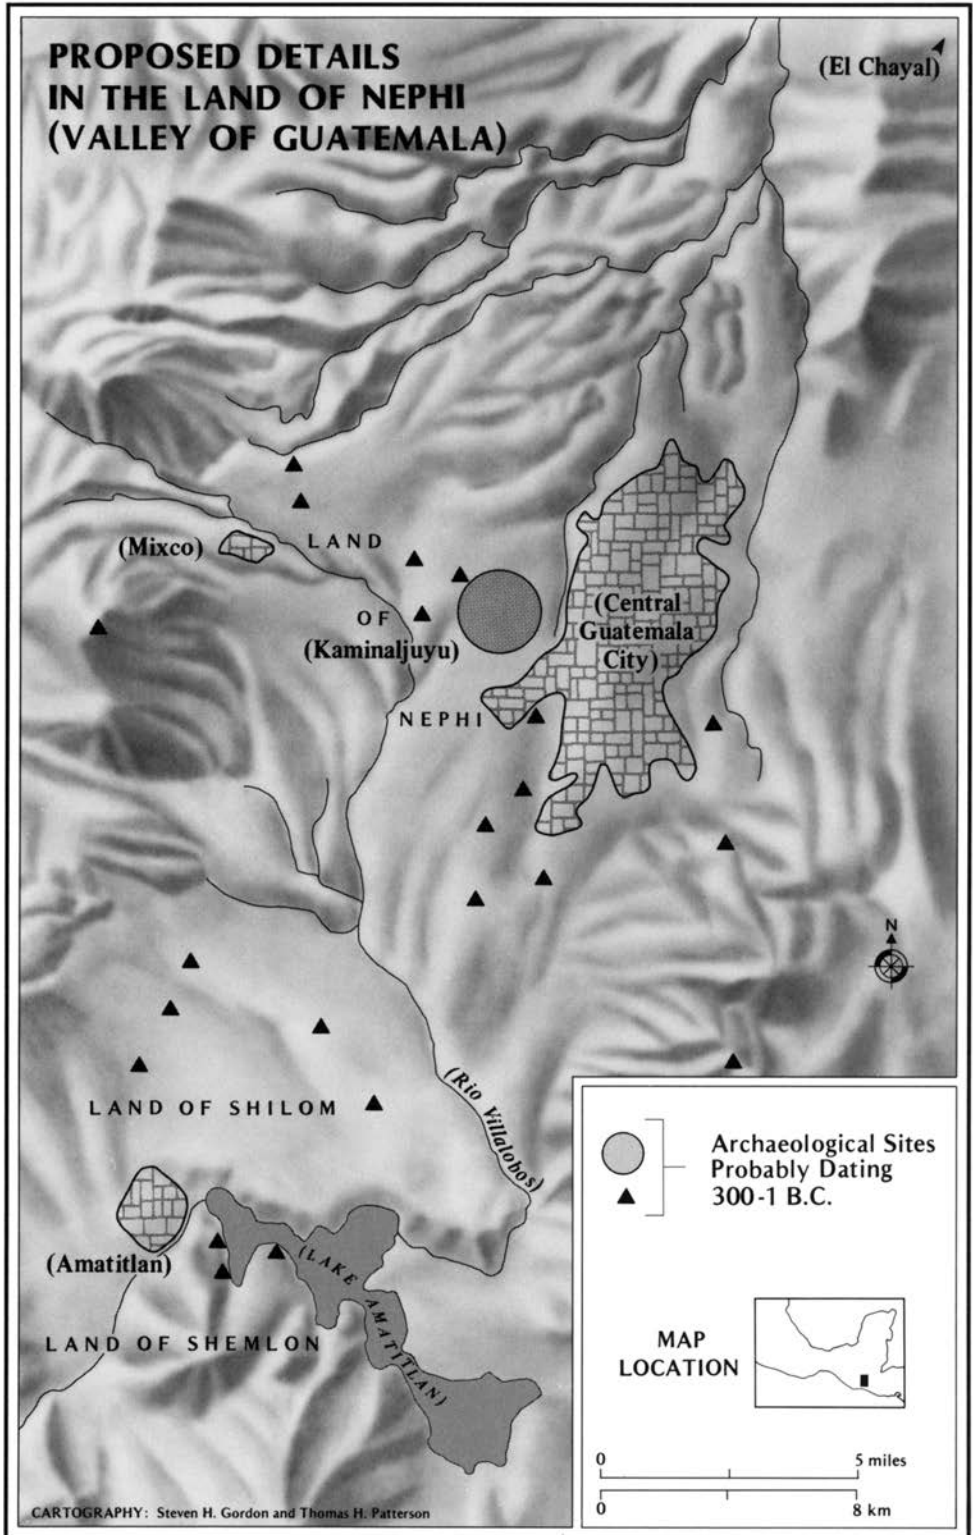 PROPOSED DETAILS
IN THE LAND OF NEPHI
(VALLEY OF GUATEMALA)
(El Chayal)
(Mixco)
LAND
OF
(Kaminaljuyu)
NEPHI
(Central
Guatemala
City)
N
LAND OF SHILOM
(Rio Villalobos)
(Amatitlan)
(LAKE AMATITLAN)
LAND OF SHEMLON
Archaeological Sites
Probably Dating
300-1 B.C.
MAP
LOCATION
0 5 miles
0 8 km
CARTOGRAPHY: Steven H. Gordon and Thomas H. Patterson